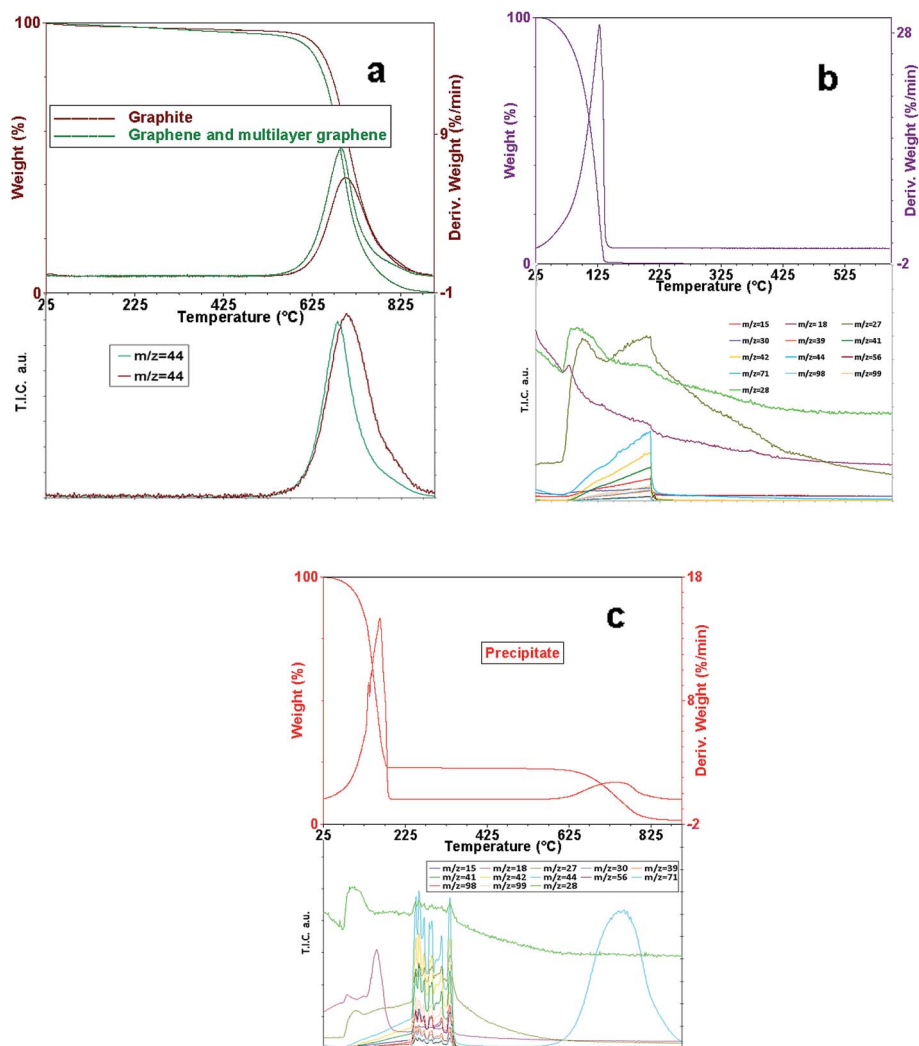 100
a
Weight (%)
Graphite
Graphene and multilayer graphene
9
Deriv. Weight (%/min)
0
-1
25 225 425 625 825
Temperature (°C)
T.I.C. a.u.
m/z=44
m/z=44
100
b
28
Weight (%)
Deriv. Weight (%/min)
0
-2
25 125 225 325 425 525
Temperature (°C)
T.I.C. a.u.
m/z=15 m/z= 18 m/z=27
m/z=30 m/z=39 m/z=41
m/z=42 m/z=44 m/z=56
m/z=71 m/z=98 m/z=99
m/z=28
100
18
c
Precipitate
Weight (%)
8
Deriv. Weight (%/min)
0
-2
25 225 425 625 825
Temperature (°C)
T.I.C. a.u.
m/z=15 m/z=18 m/z=27 m/z=30 m/z=39
m/z=41 m/z=42 m/z=44 m/z=56 m/z=71
m/z=98 m/z=99 m/z=28